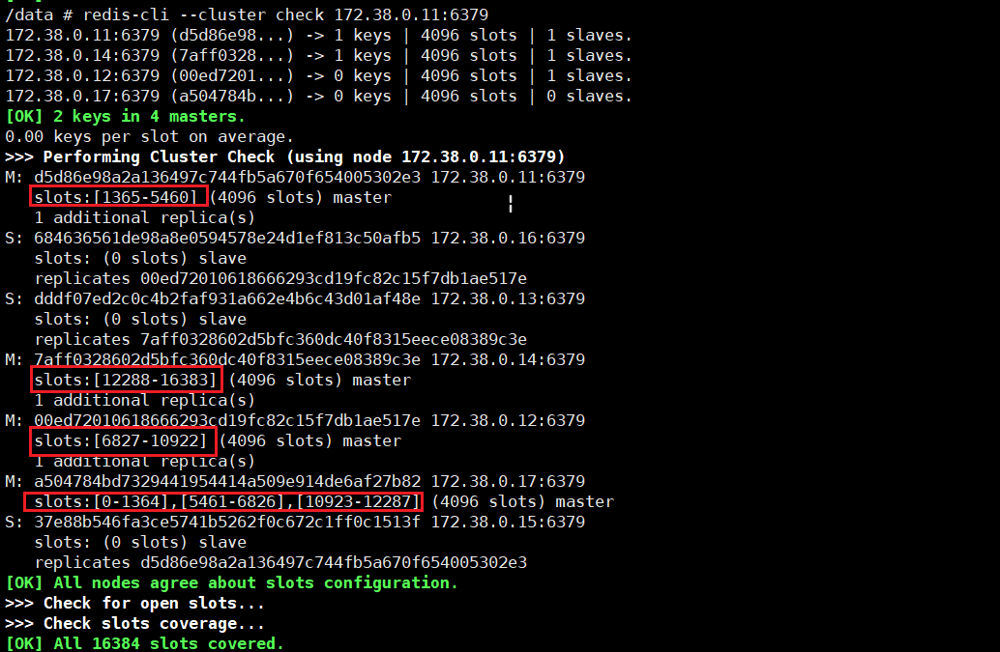 /data # redis-cli --cluster check 172.38.0.11:6379
172.38.0.11:6379 (d5d86e98...) -> 1 keys | 4096 slots | 1 slaves.
172.38.0.14:6379 (7aff0328...) -> 1 keys | 4096 slots | 1 slaves.
172.38.0.12:6379 (00ed7201...) -> 0 keys | 4096 slots | 1 slaves.
172.38.0.17:6379 (a504784b...) -> 0 keys | 4096 slots | 0 slaves.
[OK] 2 keys in 4 masters.
0.00 keys per slot on average.
>>> Performing Cluster Check (using node 172.38.0.11:6379)
M: d5d86e98a2a136497c744fb5a670f654005302e3 172.38.0.11:6379
   slots:[1365-5460] (4096 slots) master
   1 additional replica(s)
S: 684636561de98a8e0594578e24d1ef813c50afb5 172.38.0.16:6379
   slots: (0 slots) slave
   replicates 00ed72010618666293cd19fc82c15f7db1ae517e
S: dddf07ed2c0c4b2faf931a662e4b6c43d01af48e 172.38.0.13:6379
   slots: (0 slots) slave
   replicates 7aff0328602d5bfc360dc40f8315eece08389c3e
M: 7aff0328602d5bfc360dc40f8315eece08389c3e 172.38.0.14:6379
   slots:[12288-16383] (4096 slots) master
   1 additional replica(s)
M: 00ed72010618666293cd19fc82c15f7db1ae517e 172.38.0.12:6379
   slots:[6827-10922] (4096 slots) master
   1 additional replica(s)
M: a504784bd7329441954414a509e914de6af27b82 172.38.0.17:6379
   slots:[0-1364],[5461-6826],[10923-12287] (4096 slots) master
S: 37e88b546fa3ce5741b5262f0c672c1ff0c1513f 172.38.0.15:6379
   slots: (0 slots) slave
   replicates d5d86e98a2a136497c744fb5a670f654005302e3
[OK] All nodes agree about slots configuration.
>>> Check for open slots...
>>> Check slots coverage...
[OK] All 16384 slots covered.